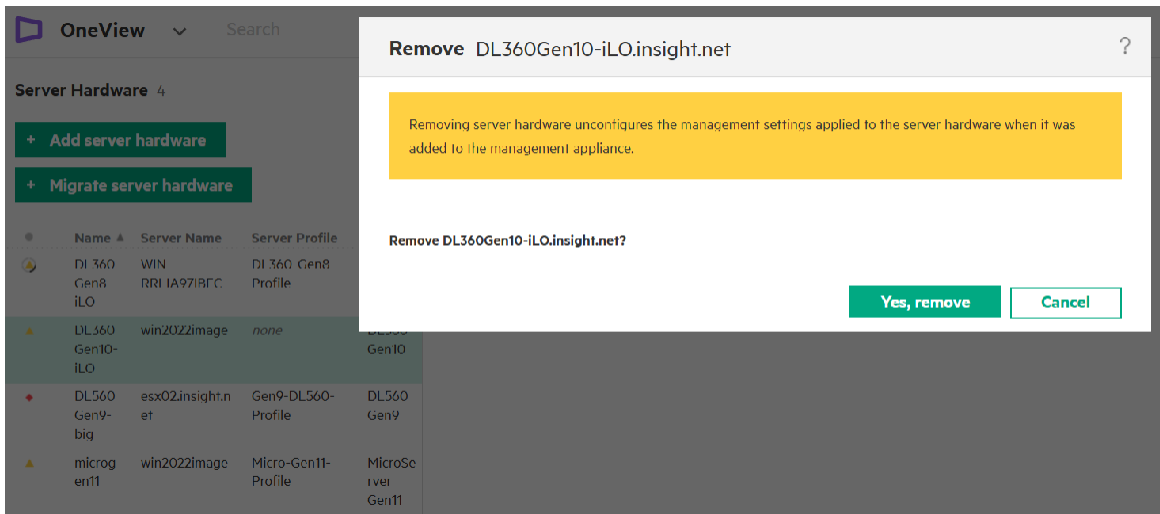 OneView
Search
Remove DL360Gen10-iLO.insight.net
?
Removing server hardware unconfigures the management settings applied to the server hardware when it was
added to the management appliance.
Remove DL360Gen10-iLO.insight.net?
Yes, remove
Cancel
Server Hardware 4
+ Add server hardware
+ Migrate server hardware
Name Server Name Server Profile
DL360 WIN DL360-Gen8
Gen8 Profile
iLO
DL360 win2022image none
Gen10- Gen10
iLO
DL560 esx02.insight.n Gen9-DL560- DL560
Gen9- et Profile Gen9
big
microg win2022image Micro-Gen11- MicroSe
en11 Profile rver
Gen11